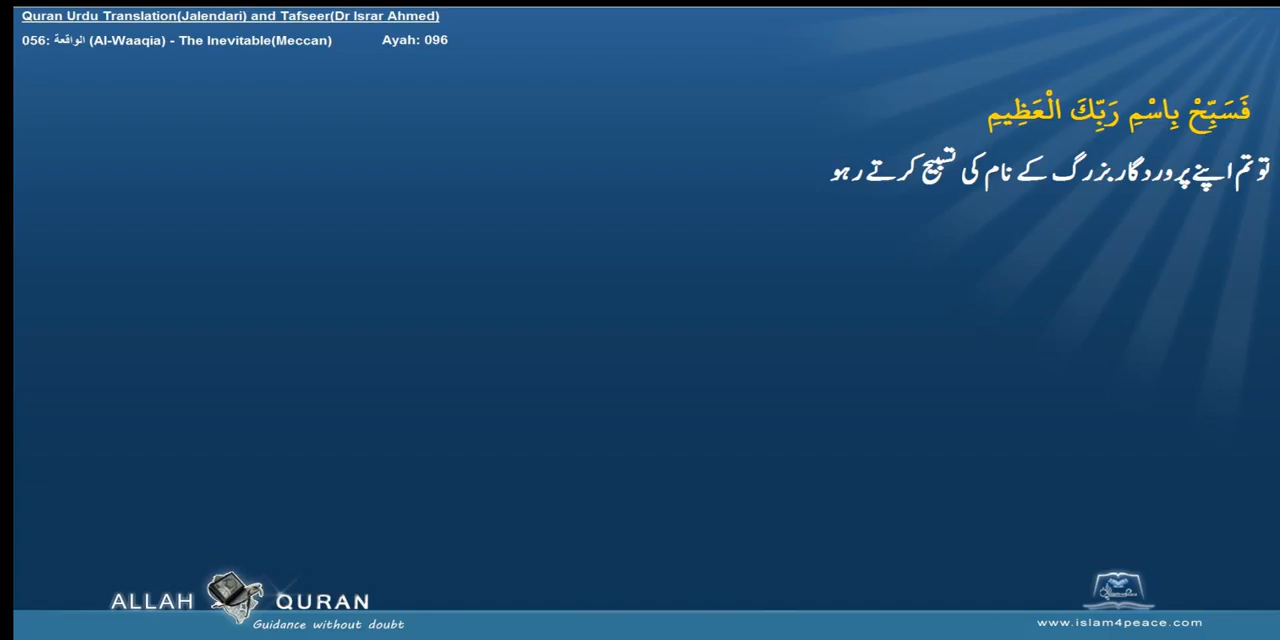 Quran Urdu Translation(Jalendari) and Tafseer(Dr Israr Ahmed)
056: الواقعة (Al-Waaqia) - The Inevitable(Meccan) Ayah: 096
فَسَبِّحْ بِاسْمِ رَبِّكَ الْعَظِيمِ
تو تم اپنے پروردگار بزرگ کے نام کی تسبیح کرتے رہو
ALLAH QURAN
Guidance without doubt
www.islam4peace.com